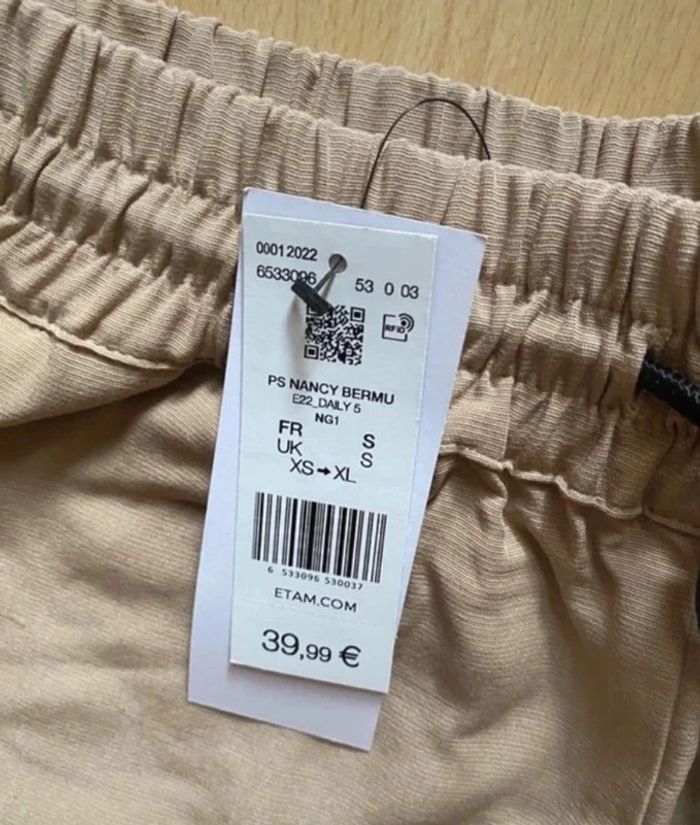 00012022
6533096 53 0 03
RFID
PS NANCY BERMU
E22_DAILY 5
NG1
FR S
UK S
XS→XL
6 533096 530037
ETAM.COM
39,99 €